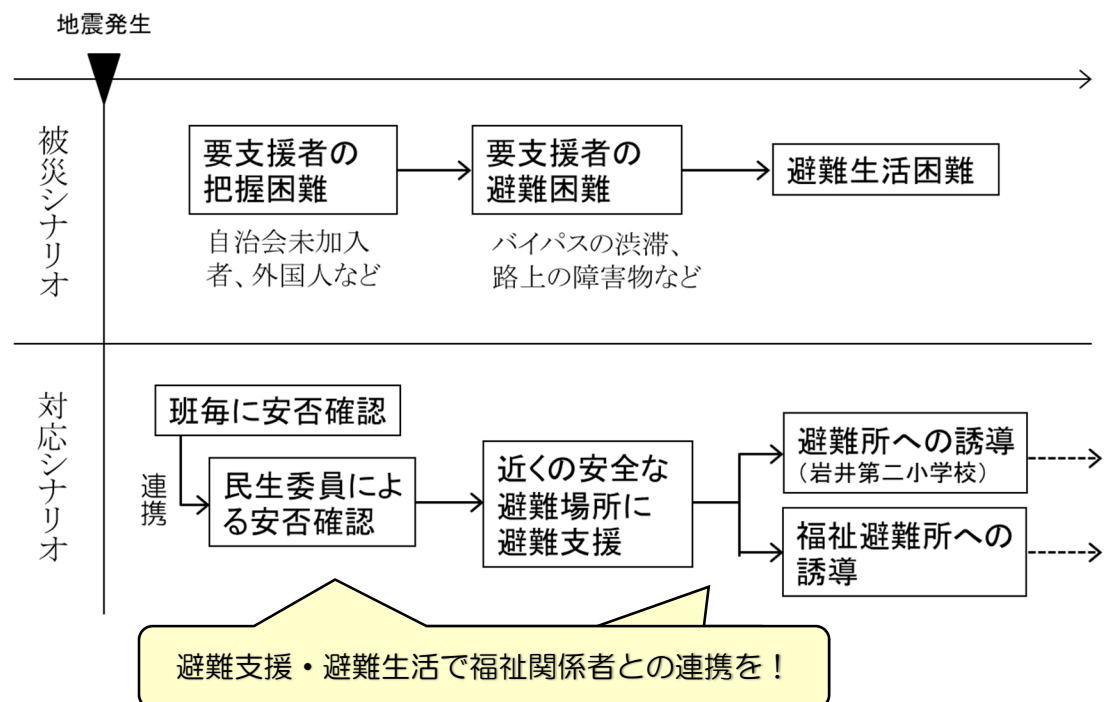 地震発生
被災シナリオ
要支援者の
把握困難
自治会未加入
者、外国人など
要支援者の
避難困難
バイパスの渋滞、
路上の障害物など
避難生活困難
対応シナリオ
班毎に安否確認
連携
民生委員によ
る安否確認
近くの安全な
避難場所に
避難支援
避難所への誘導
(岩井第二小学校)
福祉避難所への
誘導
避難支援・避難生活で福祉関係者との連携を!